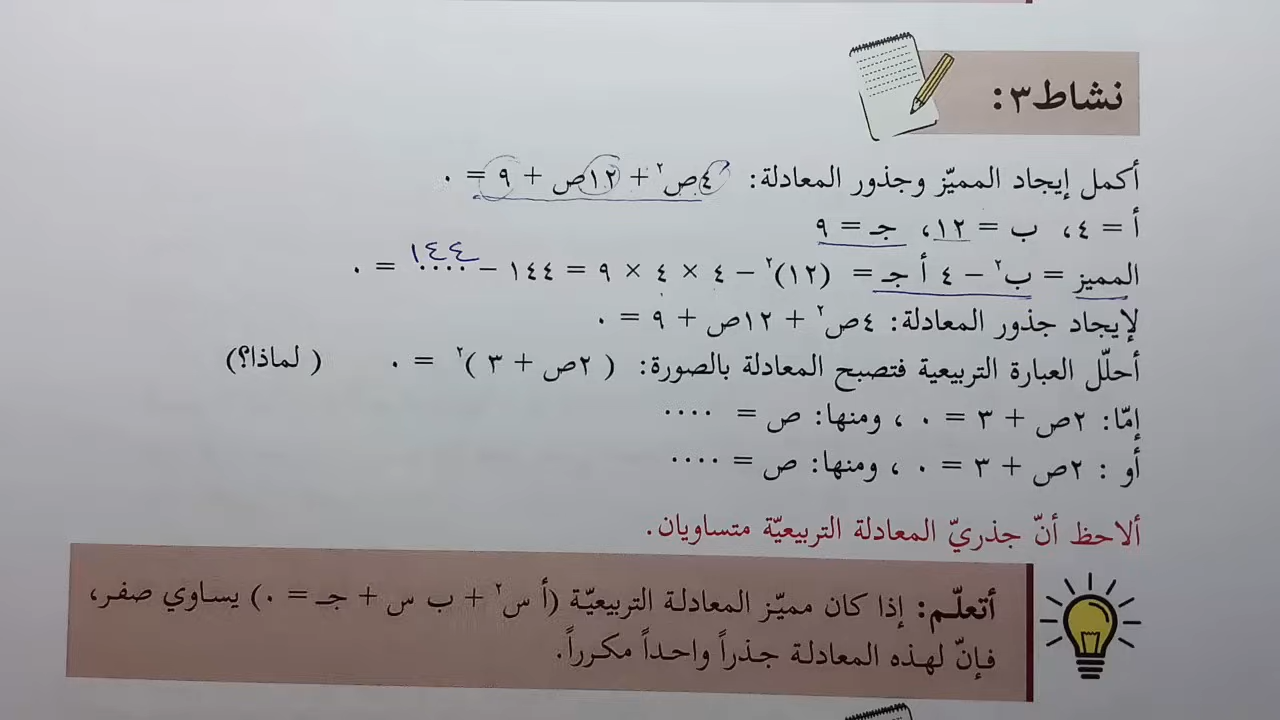 نشاط٣:
أكمل إيجاد المميّز وجذور المعادلة: ٤ص٢ + ١٢ص + ٩ = ٠
أ = ٤، ب = ١٢، جـ = ٩
المميز = ب٢ – ٤ أ جـ = (١٢)٢ – ٤ × ٤ × ٩ = ١٤٤ – ١٤٤ = ٠
لإيجاد جذور المعادلة: ٤ص٢ + ١٢ص + ٩ = ٠
أحلّل العبارة التربيعية فتصبح المعادلة بالصورة: ( ٢ص + ٣ )٢ = ٠ ( لماذا؟)
إمّا: ٢ص + ٣ = ٠ ، ومنها: ص = ....
أو : ٢ص + ٣ = ٠ ، ومنها: ص = ....
ألاحظ أنّ جذريّ المعادلة التربيعيّة متساويان.
أتعلّم: إذا كان مميّز المعادلة التربيعيّة (أ س٢ + ب س + جـ = ٠) يساوي صفر،
فإنّ لهذه المعادلة جذراً واحداً مكرراً.